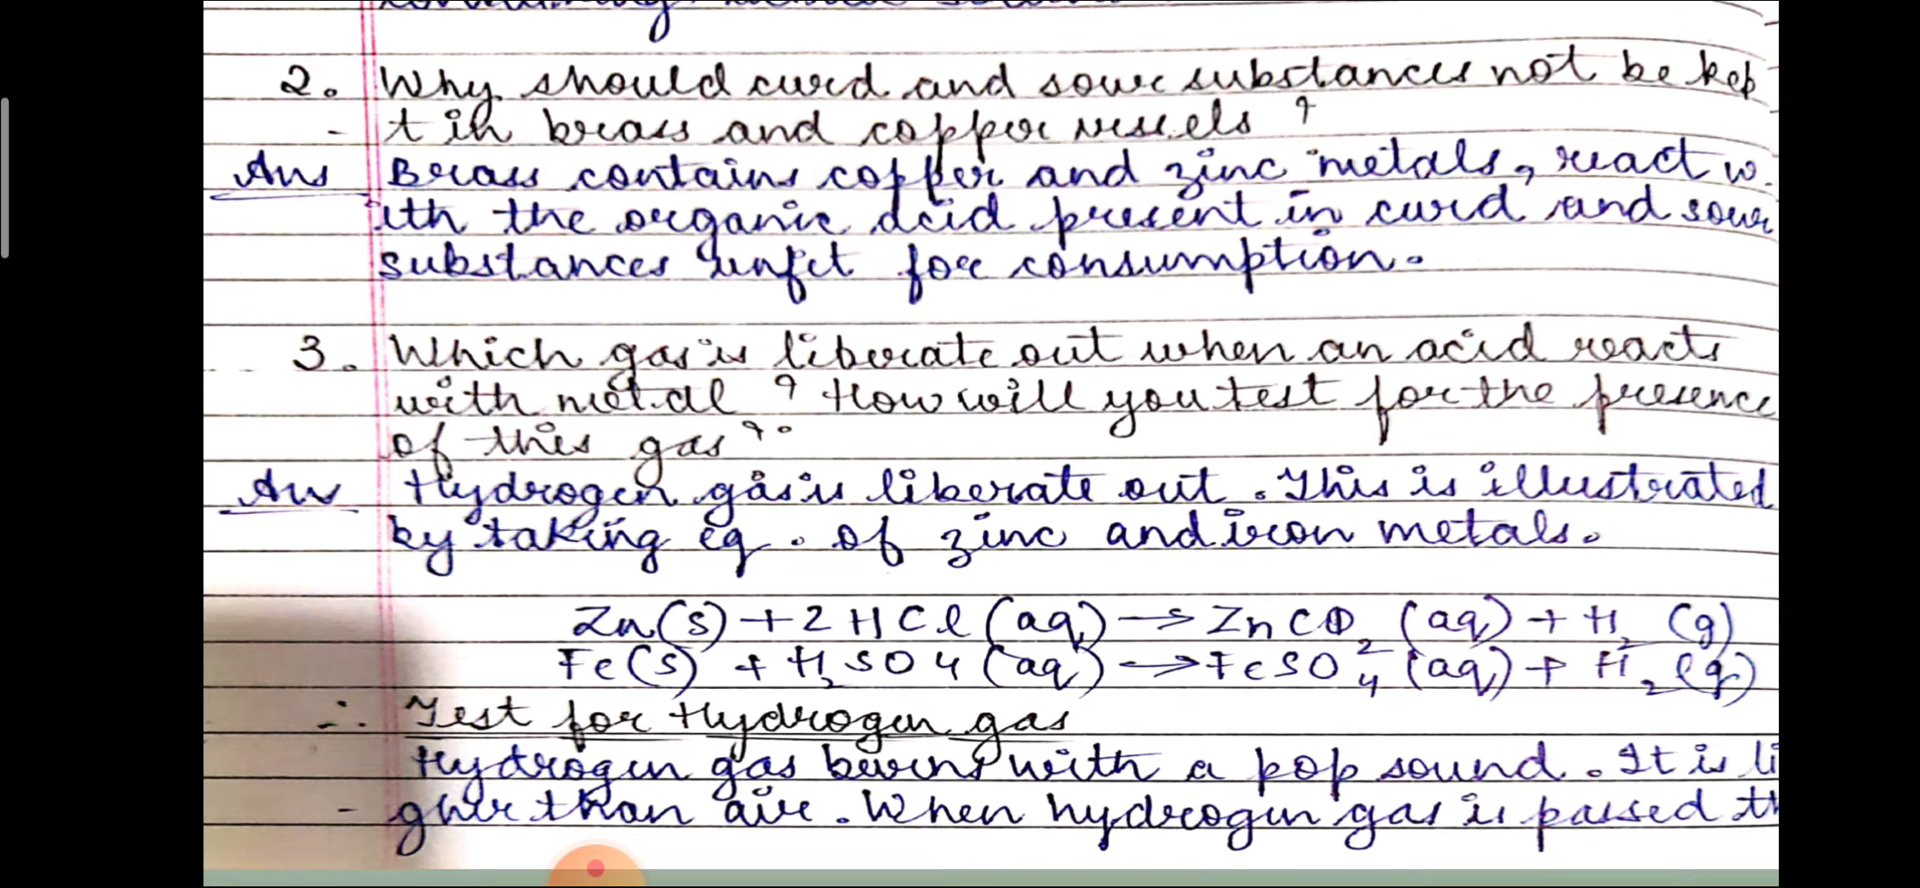 2. Why should curd and sour substances not be kep
- t in brass and copper vessels ?
Ans Brass contains copper and zinc metals, react w
ith the organic acid present in curd and sour
substances unfit for consumption.
3. Which gas is liberate out when an acid reacts
with metal ? How will you test for the presence
of this gas ?
Ans Hydrogen gas is liberate out. This is illustrated
by taking eg. of zinc and iron metals.
Zn(s) + 2 HCl (aq) → ZnCl₂ (aq) + H₂ (g)
Fe(s) + H₂SO4 (aq) → FeSO₄ (aq) + H₂ (g)
∴ Test for Hydrogen gas
Hydrogen gas burns with a pop sound. It is li
- ghter than air. When hydrogen gas is passed th